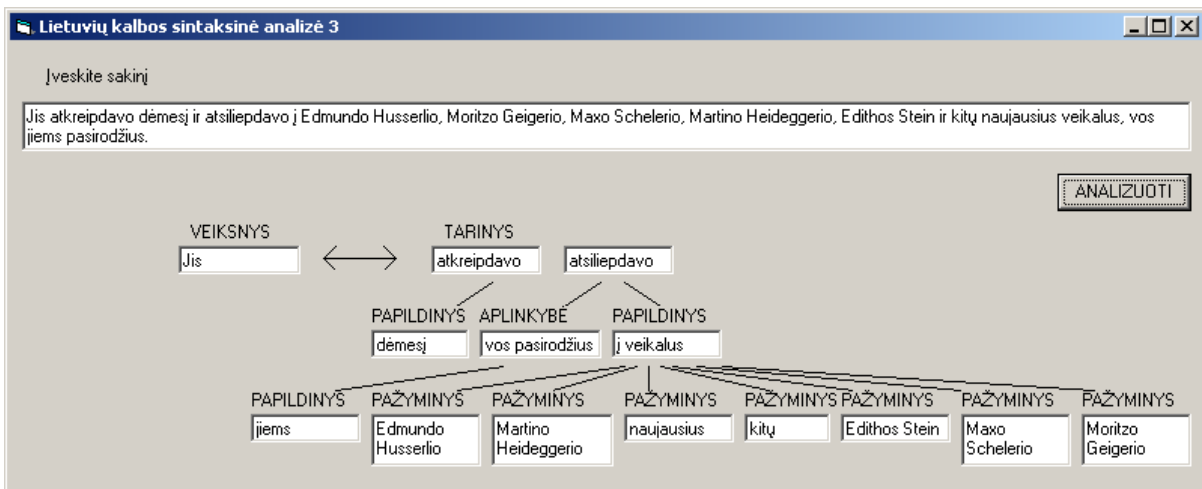 Lietuvių kalbos sintaksinė analizė 3
Įveskite sakinį
Jis atkreipdavo dėmesį ir atsiliepdavo į Edmundo Husserlio, Moritzo Geigerio, Maxo Schelerio, Martino Heideggerio, Edithos Stein ir kitų naujausius veikalus, vos
jiems pasirodžius.
ANALIZUOTI
VEIKSNYS TARINYS
Jis atkreipdavo atsiliepdavo
PAPILDINYS APLINKYBĖ PAPILDINYS
dėmesį vos pasirodžius į veikalus
PAPILDINYS PAŽYMINYS PAŽYMINYS PAŽYMINYS PAŽYMINYS PAŽYMINYS PAŽYMINYS PAŽYMINYS
jiems Edmundo Martino naujausius kitų Edithos Stein Maxo Moritzo
Husserlio Heideggerio Schelerio Geigerio